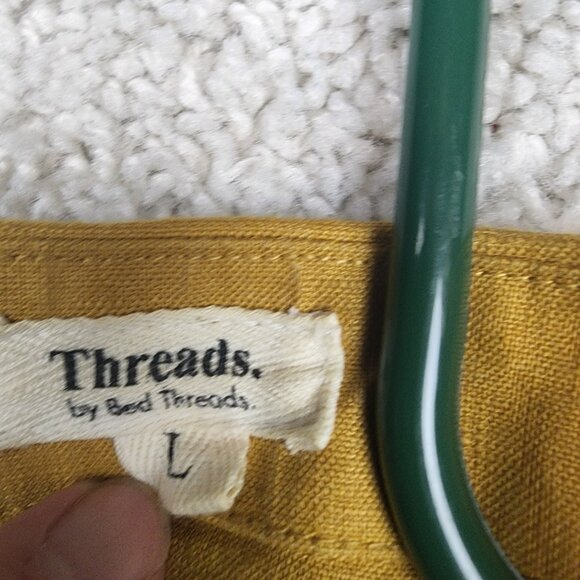 Threads.
by Bed Threads.
L